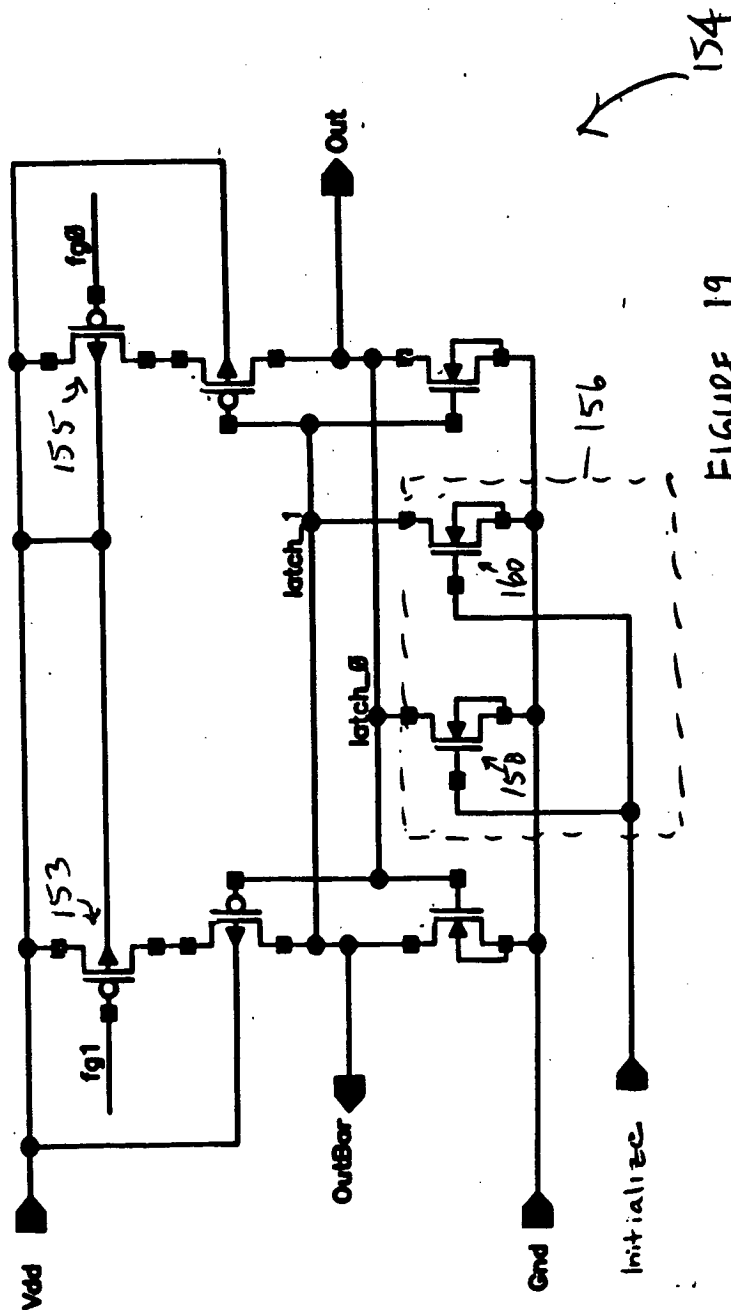 Vdd
fg1
153
155
fg0
OutBar
latch_1
latch_0
Out
Gnd
158
160
156
Initialize
154
FIGURE 19